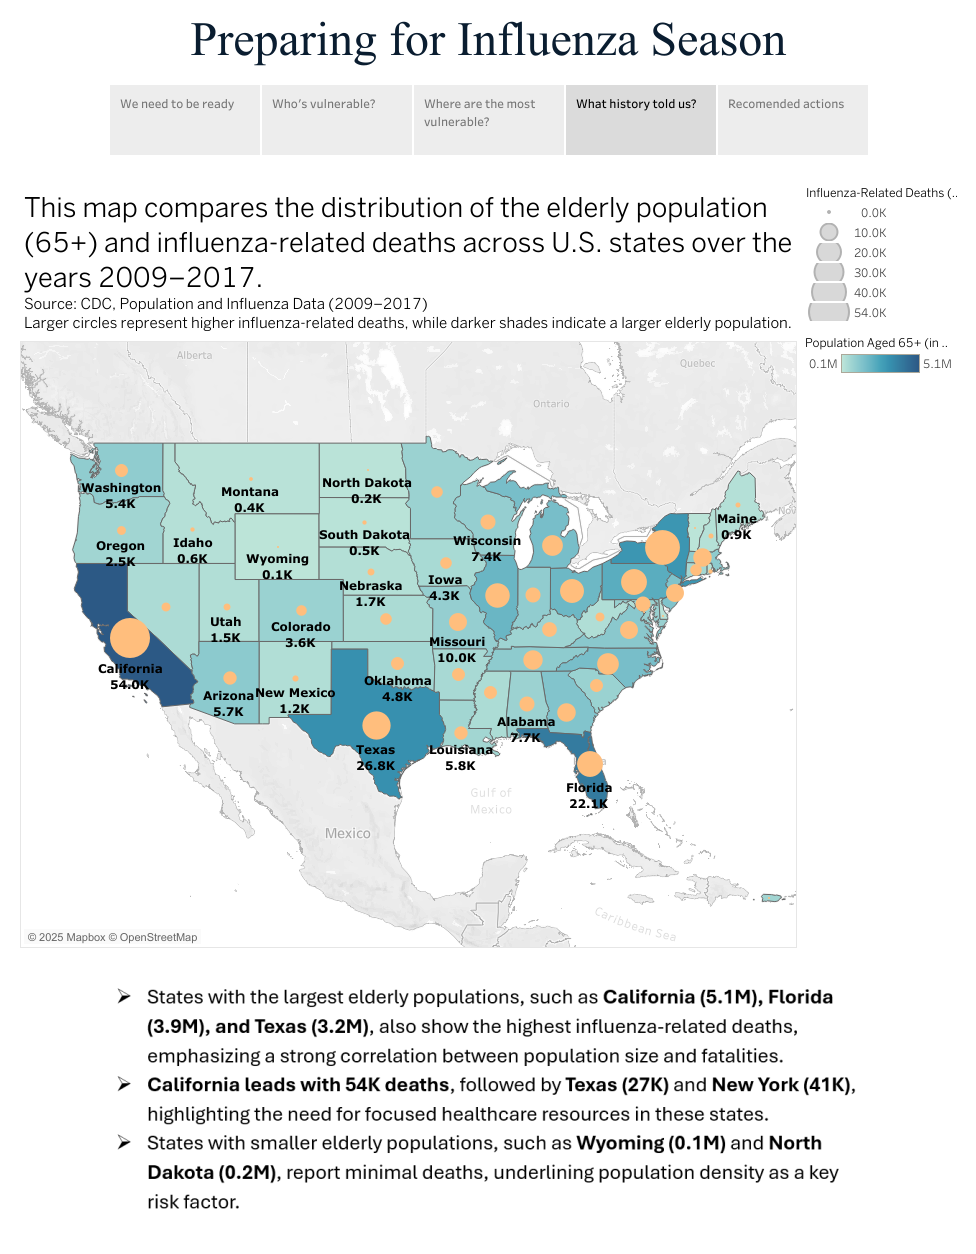 Preparing for Influenza Season
We need to be ready
Who's vulnerable?
Where are the most
vulnerable?
What history told us?
Recomended actions
This map compares the distribution of the elderly population
(65+) and influenza-related deaths across U.S. states over the
years 2009–2017.
Source: CDC, Population and Influenza Data (2009–2017)
Larger circles represent higher influenza-related deaths, while darker shades indicate a larger elderly population.
Influenza-Related Deaths (..
0.0K
10.0K
20.0K
30.0K
40.0K
54.0K
Population Aged 65+ (in ..
0.1M
5.1M
Alberta
Quebec
Ontario
Washington
5.4K
Montana
0.4K
North Dakota
0.2K
Oregon
2.5K
Idaho
0.6K
Wyoming
0.1K
South Dakota
0.5K
Wisconsin
7.4K
Maine
0.9K
Nebraska
1.7K
Iowa
4.3K
Utah
1.5K
Colorado
3.6K
Missouri
10.0K
California
54.0K
Arizona
5.7K
New Mexico
1.2K
Oklahoma
4.8K
Alabama
7.7K
Texas
26.8K
Louisiana
5.8K
Florida
22.1K
Gulf of
Mexico
Mexico
Caribbean Sea
© 2025 Mapbox © OpenStreetMap
➢ States with the largest elderly populations, such as California (5.1M), Florida
(3.9M), and Texas (3.2M), also show the highest influenza-related deaths,
emphasizing a strong correlation between population size and fatalities.
➢ California leads with 54K deaths, followed by Texas (27K) and New York (41K),
highlighting the need for focused healthcare resources in these states.
➢ States with smaller elderly populations, such as Wyoming (0.1M) and North
Dakota (0.2M), report minimal deaths, underlining population density as a key
risk factor.